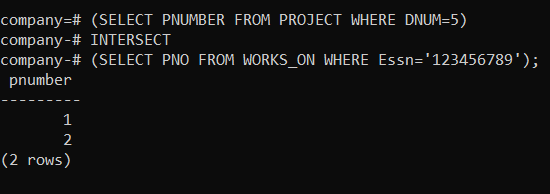 company=# (SELECT PNUMBER FROM PROJECT WHERE DNUM=5)
company-# INTERSECT
company-# (SELECT PNO FROM WORKS_ON WHERE Essn='123456789');
 pnumber
---------
       1
       2
(2 rows)